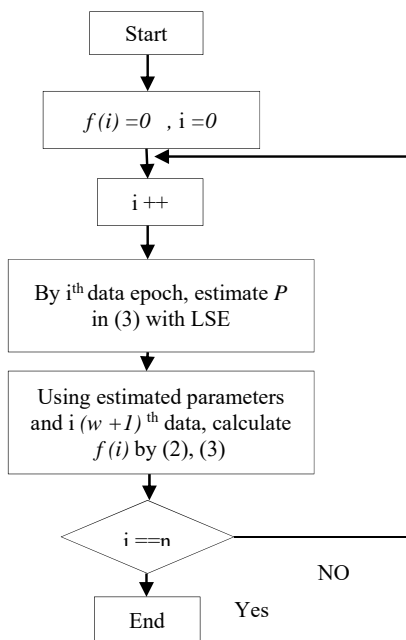 Start
f(i) =0 , i=0
i ++
By iᵗʰ data epoch, estimate P
in (3) with LSE
Using estimated parameters
and i (w +1)ᵗʰ data, calculate
f(i) by (2), (3)
i ==n
NO
Yes
End